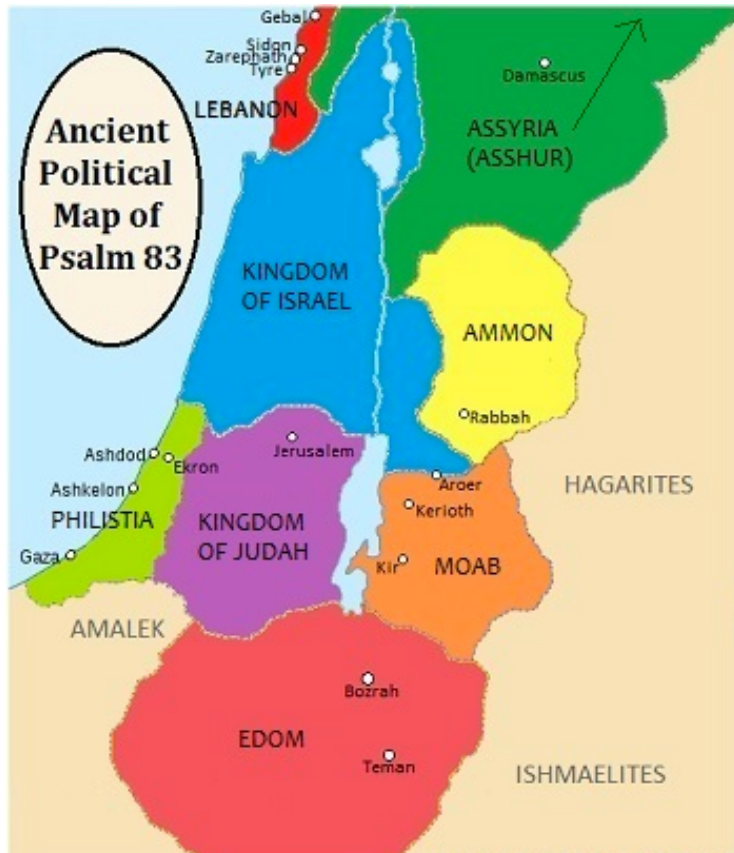 Gebal
Sidon
Zarephath
Tyre
LEBANON
Damascus
ASSYRIA
(ASSHUR)
Ancient
Political
Map of
Psalm 83
KINGDOM
OF ISRAEL
AMMON
Rabbah
Ashdod
Ekron
Jerusalem
Ashkelon
Aroer
HAGARITES
Kerioth
PHILISTIA
KINGDOM
OF JUDAH
Gaza
Kir
MOAB
AMALEK
Bozrah
EDOM
Teman
ISHMAELITES